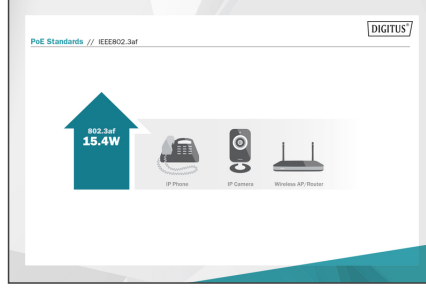 DIGITUS®
PoE Standards // IEEE802.3af
802.3af
15.4W
IP Phone
IP Camera
Wireless AP/Router